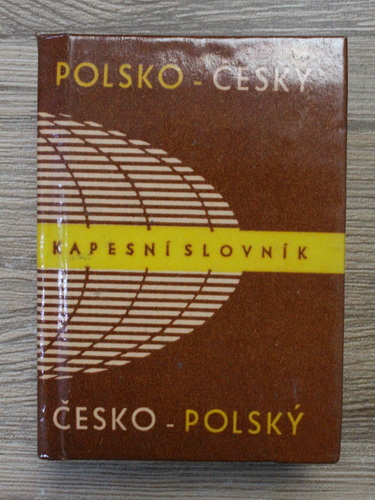 POLSKO - ČESKÝ
KAPESNÍ SLOVNÍK
ČESKO - POLSKÝ